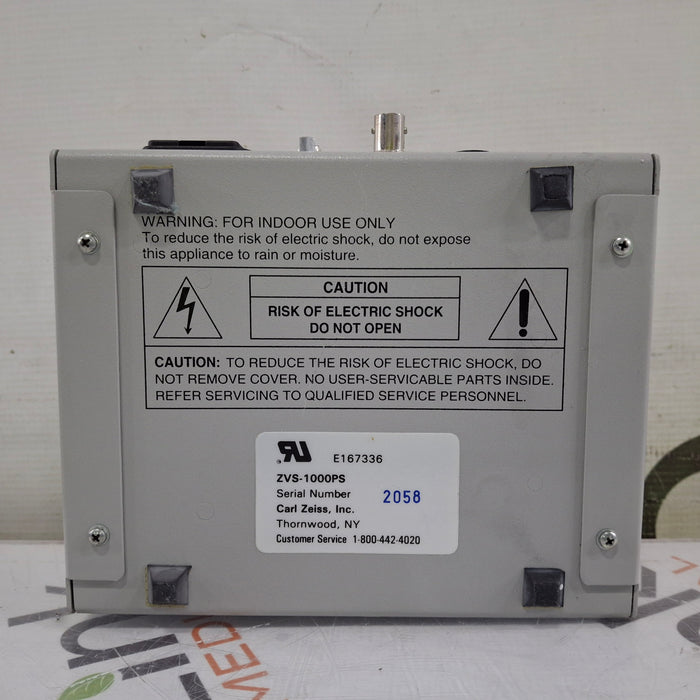 WARNING: FOR INDOOR USE ONLY
To reduce the risk of electric shock, do not expose
this appliance to rain or moisture.
CAUTION
RISK OF ELECTRIC SHOCK
DO NOT OPEN
CAUTION: TO REDUCE THE RISK OF ELECTRIC SHOCK, DO
NOT REMOVE COVER. NO USER-SERVICABLE PARTS INSIDE.
REFER SERVICING TO QUALIFIED SERVICE PERSONNEL.
E167336
ZVS-1000PS
Serial Number 2058
Carl Zeiss, Inc.
Thornwood, NY
Customer Service 1-800-442-4020